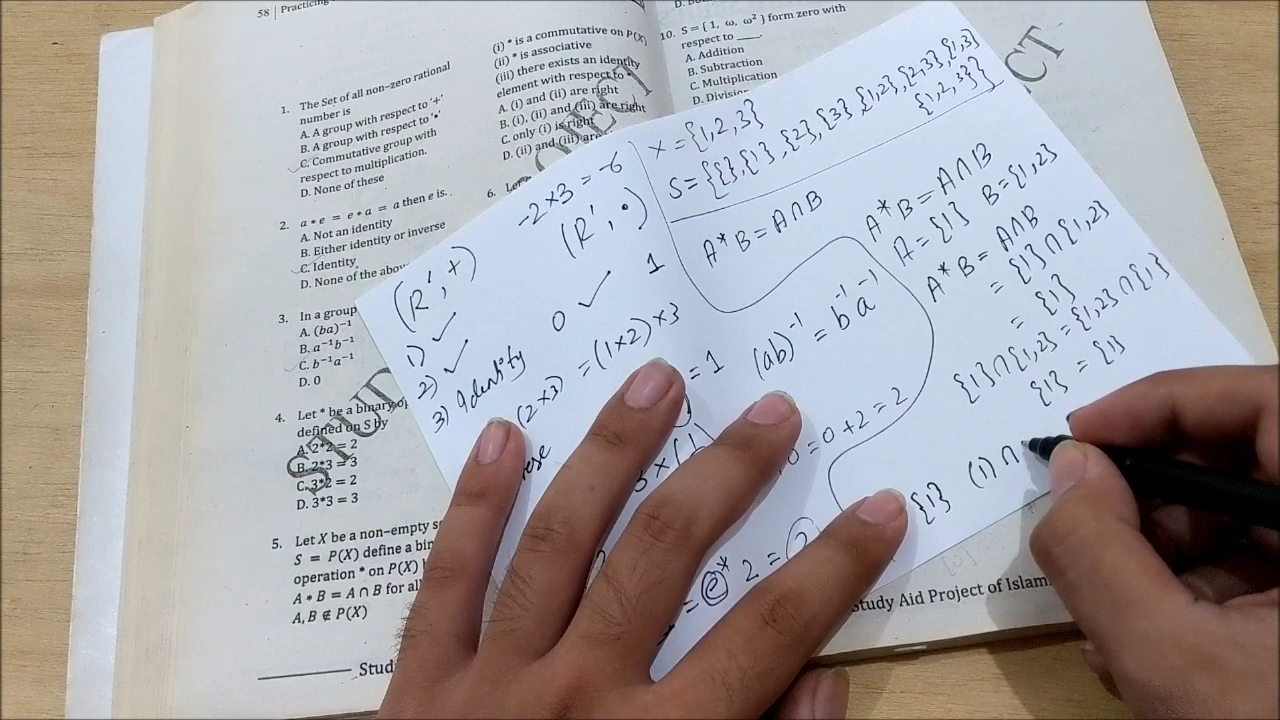 58 | Practicing
1. The Set of all non-zero rational
number is
A. A group with respect to '+'
B. A group with respect to '•'
C. Commutative group with
respect to multiplication.
D. None of these
2. a * e = e * a = a then e is.
A. Not an identity
B. Either identity or inverse
C. Identity
D. None of the above
3. In a group
A. (ba)⁻¹
B. a⁻¹b⁻¹
C. b⁻¹a⁻¹
D. 0
4. Let * be a binary op
defined on S by
A. 2*2 = 2
B. 2*3 = 3
C. 3*2 = 2
D. 3*3 = 3
5. Let X be a non-empty s
S = P(X) define a bin
operation * on P(X)
A * B = A ∩ B for all
A, B ∉ P(X)
(i) * is a commutative on P(X)
(ii) * is associative
(iii) there exists an identity
element with respect to *
A. (i) and (ii) are right
B. (i), (ii) and (iii) are right
C. only (i) is right
D. (ii) and (iii) are
6. Let
10. S = { 1, ω, ω² } form zero with
respect to ____.
A. Addition
B. Subtraction
C. Multiplication
D. Division
-2×3 = -6
(R', +)
(R', •)
1) ✓
2) ✓
3) Identity
0 ✓ 1
(2×3) = (1×2)×3
= 1
(ab)⁻¹ = b⁻¹ a⁻¹
0 = 0+2 = 2
= e * 2 =
X = {1,2,3}
S = {{},{1},{2},{3},{1,2},{2,3},{1,3}
{1,2,3}}
A*B = A∩B
A*B = A∩B
A = {1} B = {1,2}
A*B = A∩B
= {1}∩{1,2}
= {1}
{1}∩{1,2} = {1,2}∩{1}
{1} = {1}
{1} (1)∩
STUD
OJECT
CT
____ Stud
Study Aid Project of Islam